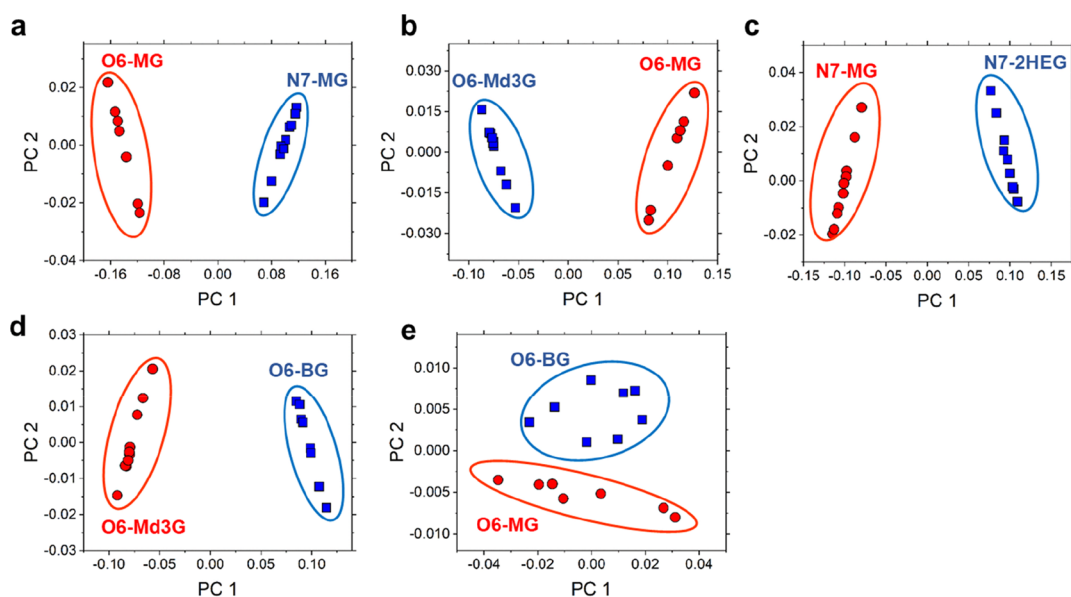 a
O6-MG
N7-MG
PC 2
0.02
0.00
-0.02
-0.04
-0.16
-0.08
0.00
0.08
0.16
PC 1
b
O6-Md3G
O6-MG
PC 2
0.030
0.015
0.000
-0.015
-0.030
-0.10
-0.05
0.00
0.05
0.10
0.15
PC 1
c
N7-MG
N7-2HEG
PC 2
0.04
0.02
0.00
-0.02
-0.15
-0.10
-0.05
0.00
0.05
0.10
0.15
PC 1
d
O6-BG
O6-Md3G
PC 2
0.03
0.02
0.01
0.00
-0.01
-0.02
-0.03
-0.10
-0.05
0.00
0.05
0.10
PC 1
e
O6-BG
O6-MG
PC 2
0.010
0.005
0.000
-0.005
-0.010
-0.04
-0.02
0.00
0.02
0.04
PC 1